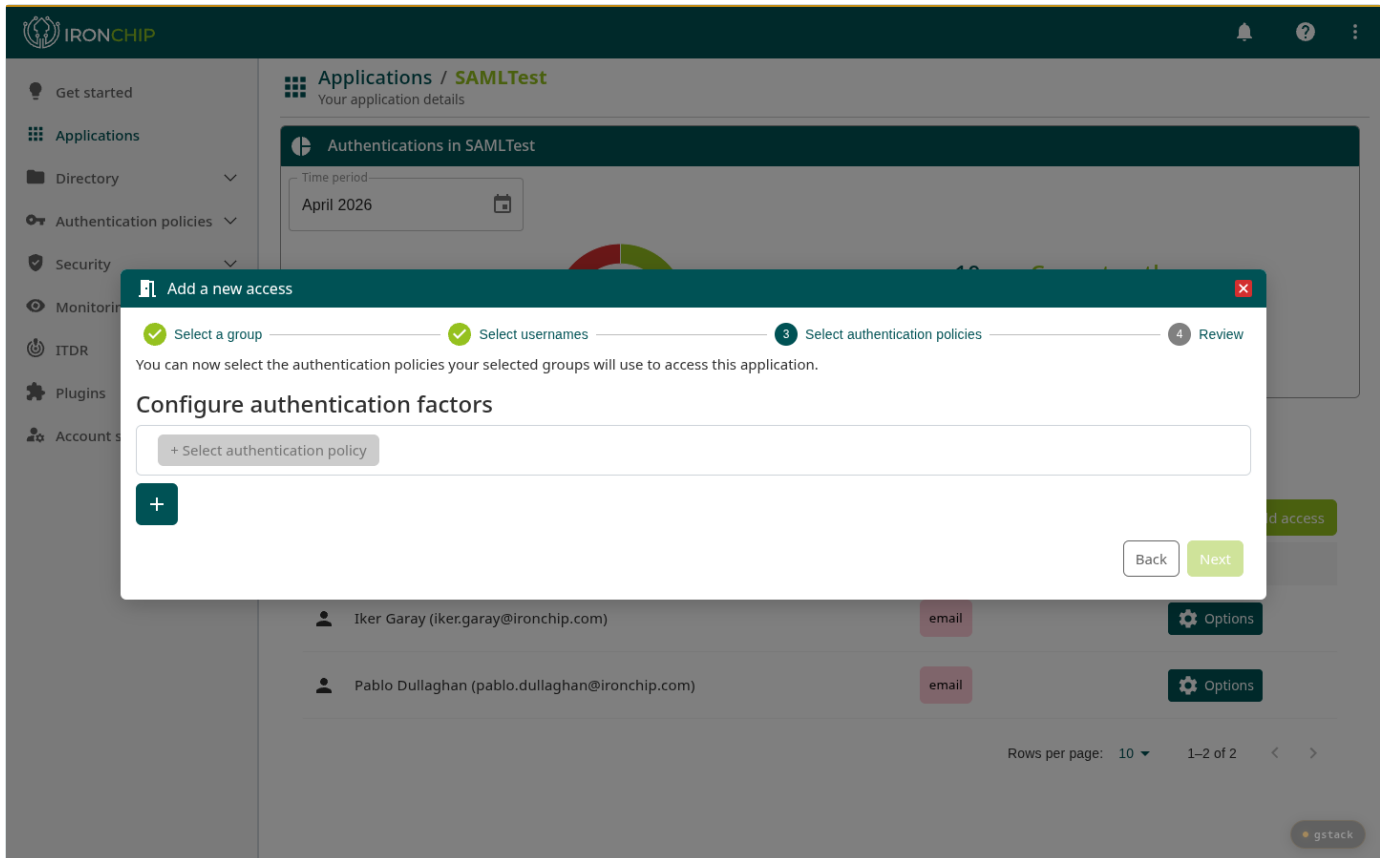 IRONCHIP
Get started
Applications
Directory
Authentication policies
Security
Monitorin
ITDR
Plugins
Account s
Applications / SAMLTest
Your application details
Authentications in SAMLTest
Time period
April 2026
Add a new access
Select a group
Select usernames
3 Select authentication policies
4 Review
You can now select the authentication policies your selected groups will use to access this application.
Configure authentication factors
+ Select authentication policy
+
Back
Next
d access
Iker Garay (iker.garay@ironchip.com)
email
Options
Pablo Dullaghan (pablo.dullaghan@ironchip.com)
email
Options
Rows per page: 10
1–2 of 2
gstack